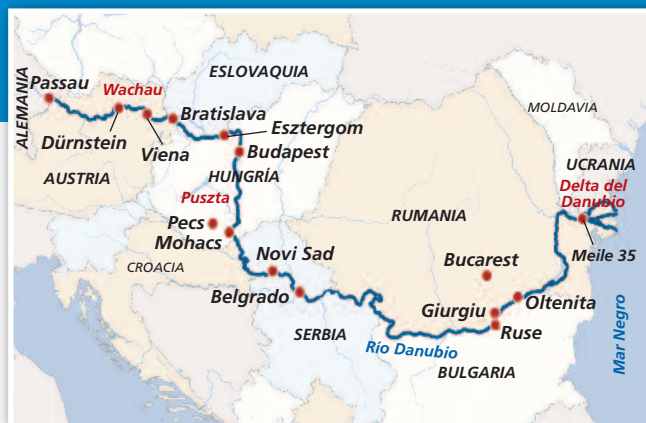 ALEMANIA
Passau
Wachau
ESLOVAQUIA
Bratislava
Dürnstein
Viena
Esztergom
Budapest
AUSTRIA
HUNGRÍA
Puszta
Pecs
Mohacs
CROACIA
Novi Sad
Belgrado
SERBIA
RUMANIA
MOLDAVIA
UCRANIA
Delta del
Danubio
Meile 35
Bucarest
Oltenita
Giurgiu
Ruse
Río Danubio
BULGARIA
Mar Negro